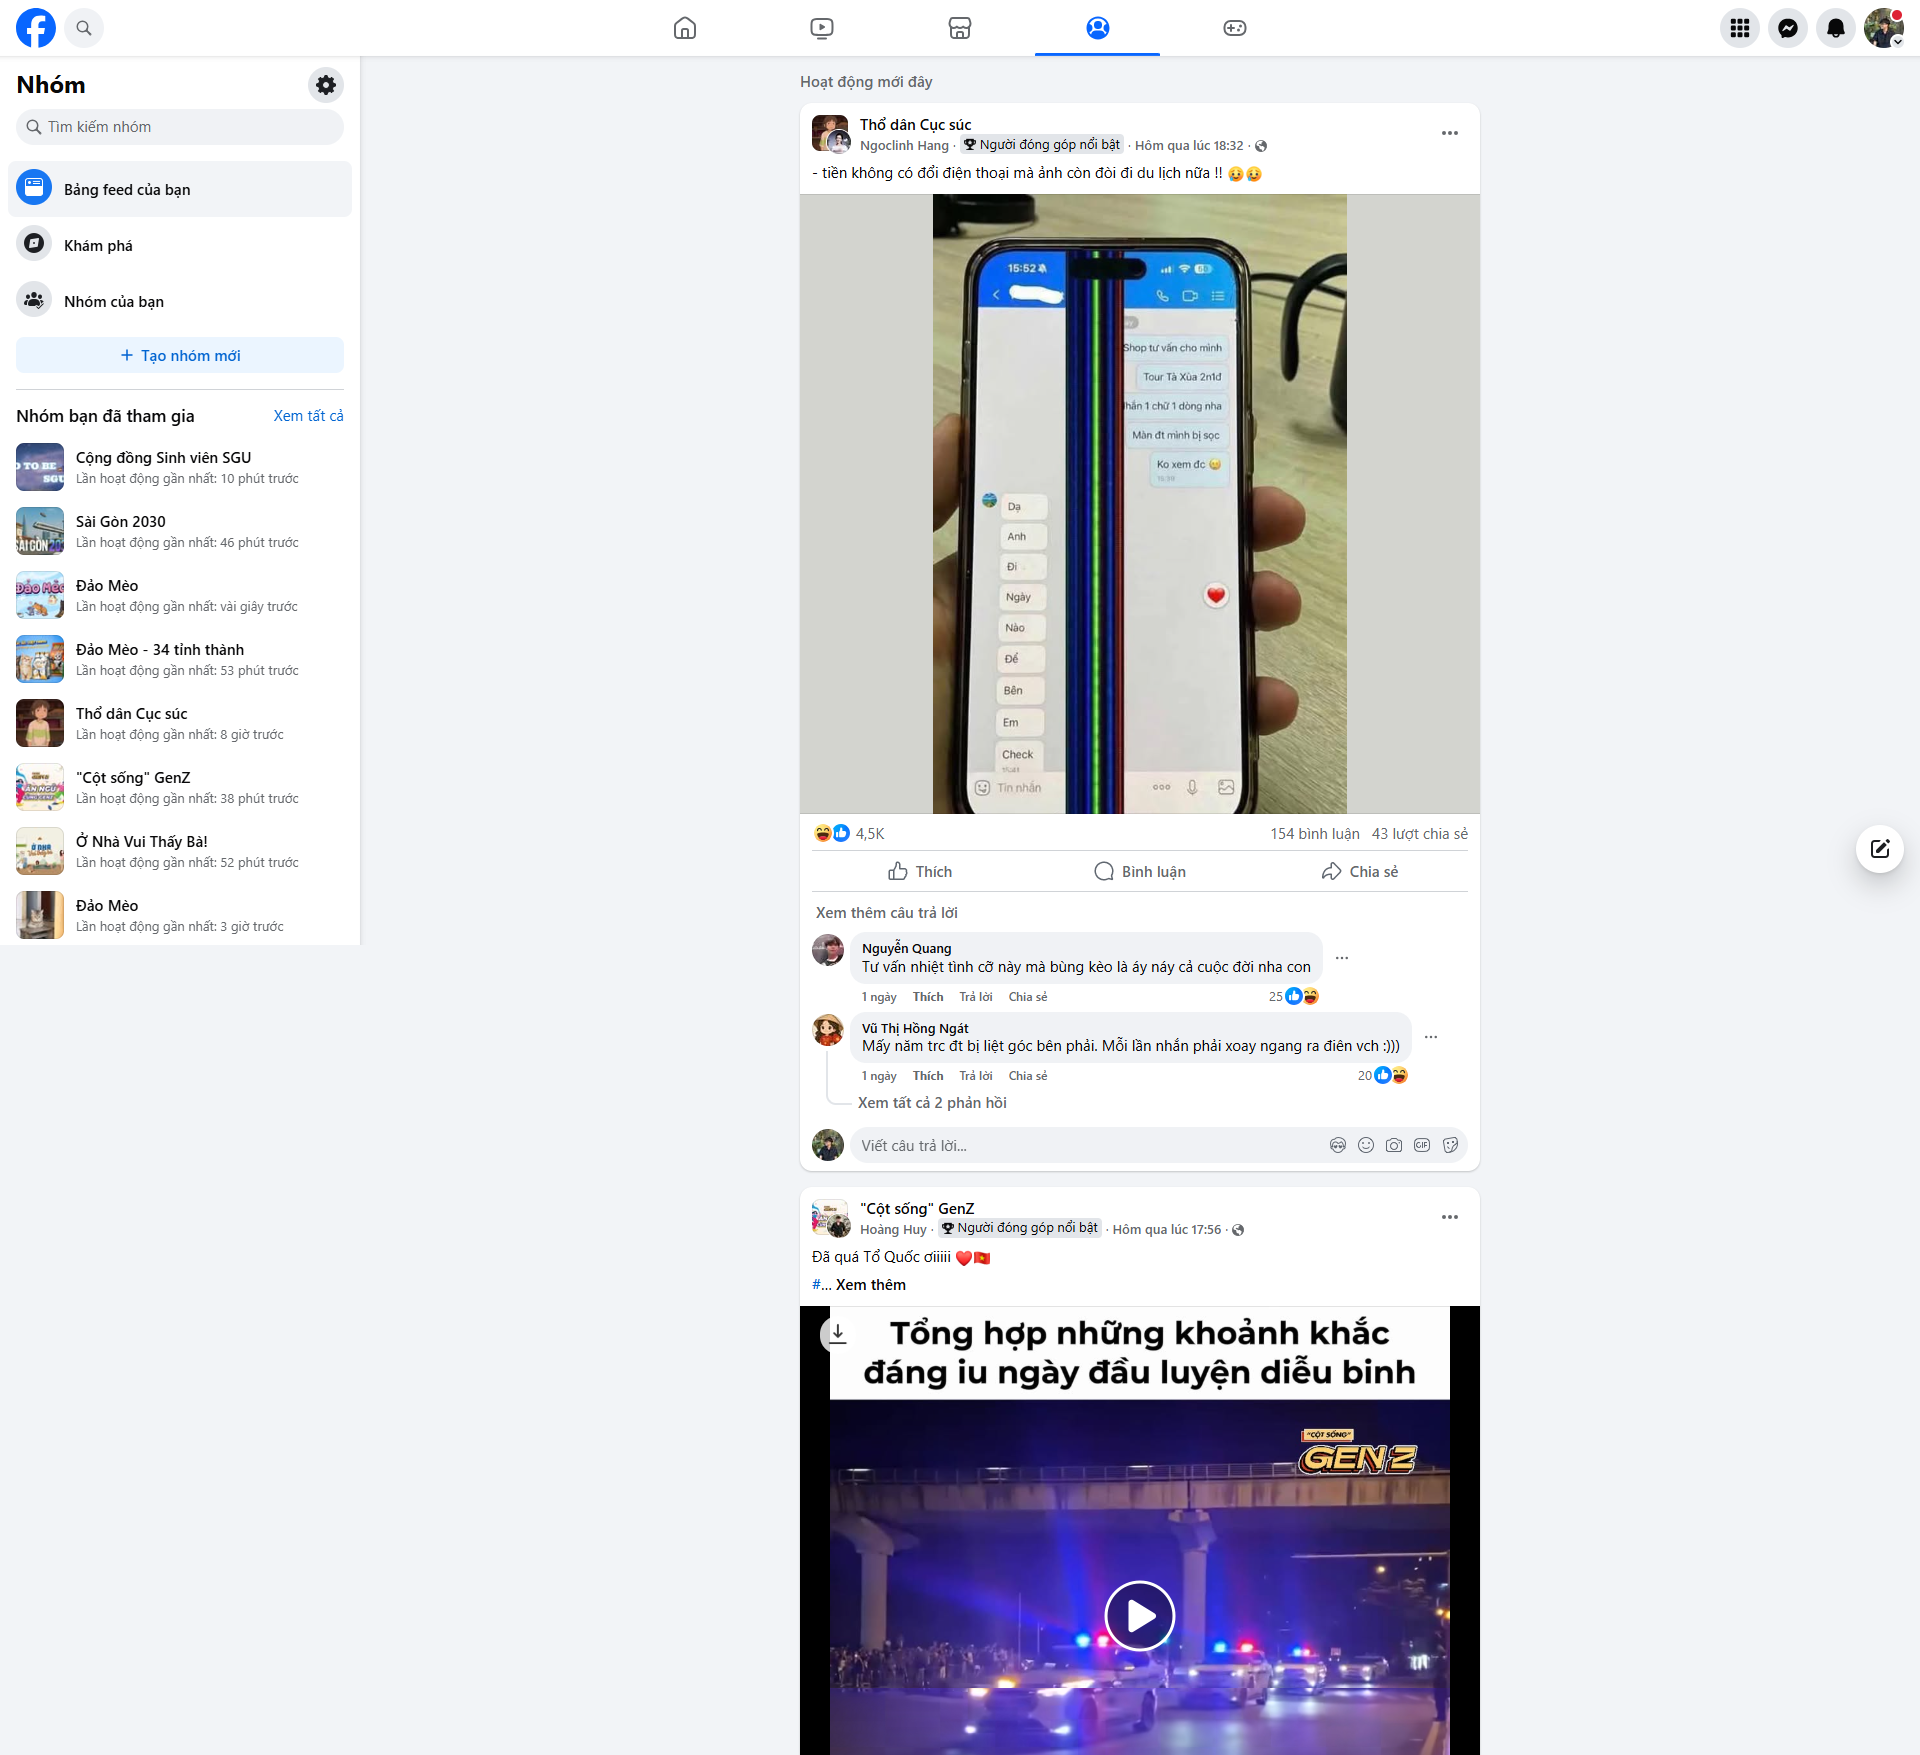 Nhóm
Tìm kiếm nhóm
Bảng feed của bạn
Khám phá
Nhóm của bạn
+ Tạo nhóm mới
Nhóm bạn đã tham gia
Xem tất cả
Cộng đồng Sinh viên SGU
Lần hoạt động gần nhất: 10 phút trước
Sài Gòn 2030
Lần hoạt động gần nhất: 46 phút trước
Đảo Mèo
Lần hoạt động gần nhất: vài giây trước
Đảo Mèo - 34 tỉnh thành
Lần hoạt động gần nhất: 53 phút trước
Thổ dân Cục súc
Lần hoạt động gần nhất: 8 giờ trước
"Cột sống" GenZ
Lần hoạt động gần nhất: 38 phút trước
Ở Nhà Vui Thấy Bà!
Lần hoạt động gần nhất: 52 phút trước
Đảo Mèo
Lần hoạt động gần nhất: 3 giờ trước
Hoạt động mới đây
Thổ dân Cục súc
Ngoclinh Hang · Người đóng góp nổi bật · Hôm qua lúc 18:32 ·
- tiền không có đổi điện thoại mà ảnh còn đòi đi du lịch nữa !! 🥲🥲
15:52
Shop tư vấn cho mình
Tour Tà Xùa 2n1đ
hắn 1 chữ 1 dòng nha
Màn đt mình bị sọc
Ko xem đc
Dạ
Anh
Đi
Ngày
Nào
Để
Bên
Em
Check
Tin nhắn
4,5K
154 bình luận 43 lượt chia sẻ
Thích
Bình luận
Chia sẻ
Xem thêm câu trả lời
Nguyễn Quang
Tư vấn nhiệt tình cỡ này mà bùng kèo là áy náy cả cuộc đời nha con
1 ngày Thích Trả lời Chia sẻ 25
Vũ Thị Hồng Ngát
Mấy năm trc đt bị liệt góc bên phải. Mỗi lần nhắn phải xoay ngang ra điên vch :)))
1 ngày Thích Trả lời Chia sẻ 20
Xem tất cả 2 phản hồi
Viết câu trả lời...
GIF
"Cột sống" GenZ
Hoàng Huy · Người đóng góp nổi bật · Hôm qua lúc 17:56 ·
Đã quá Tổ Quốc ơiiiii ❤️🇻🇳
#... Xem thêm
Tổng hợp những khoảnh khắc
đáng iu ngày đầu luyện diễu binh
"CỘT SỐNG"
GEN Z